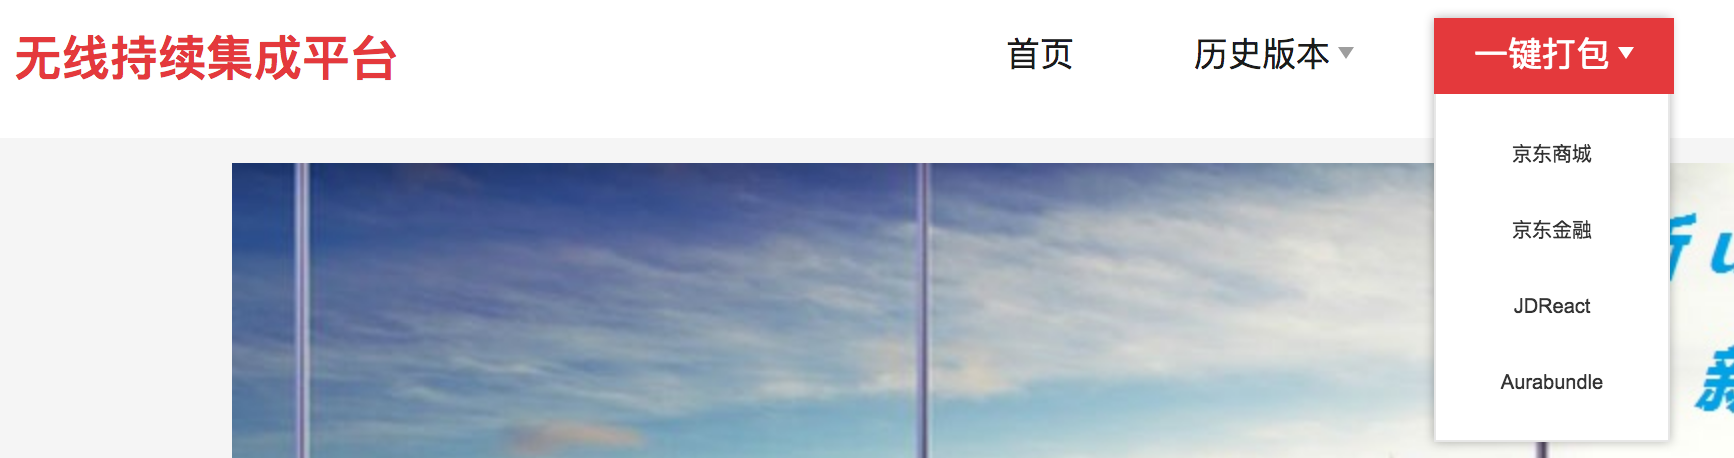 无线持续集成平台
首页
历史版本
一键打包
京东商城
京东金融
JDReact
Aurabundle
新